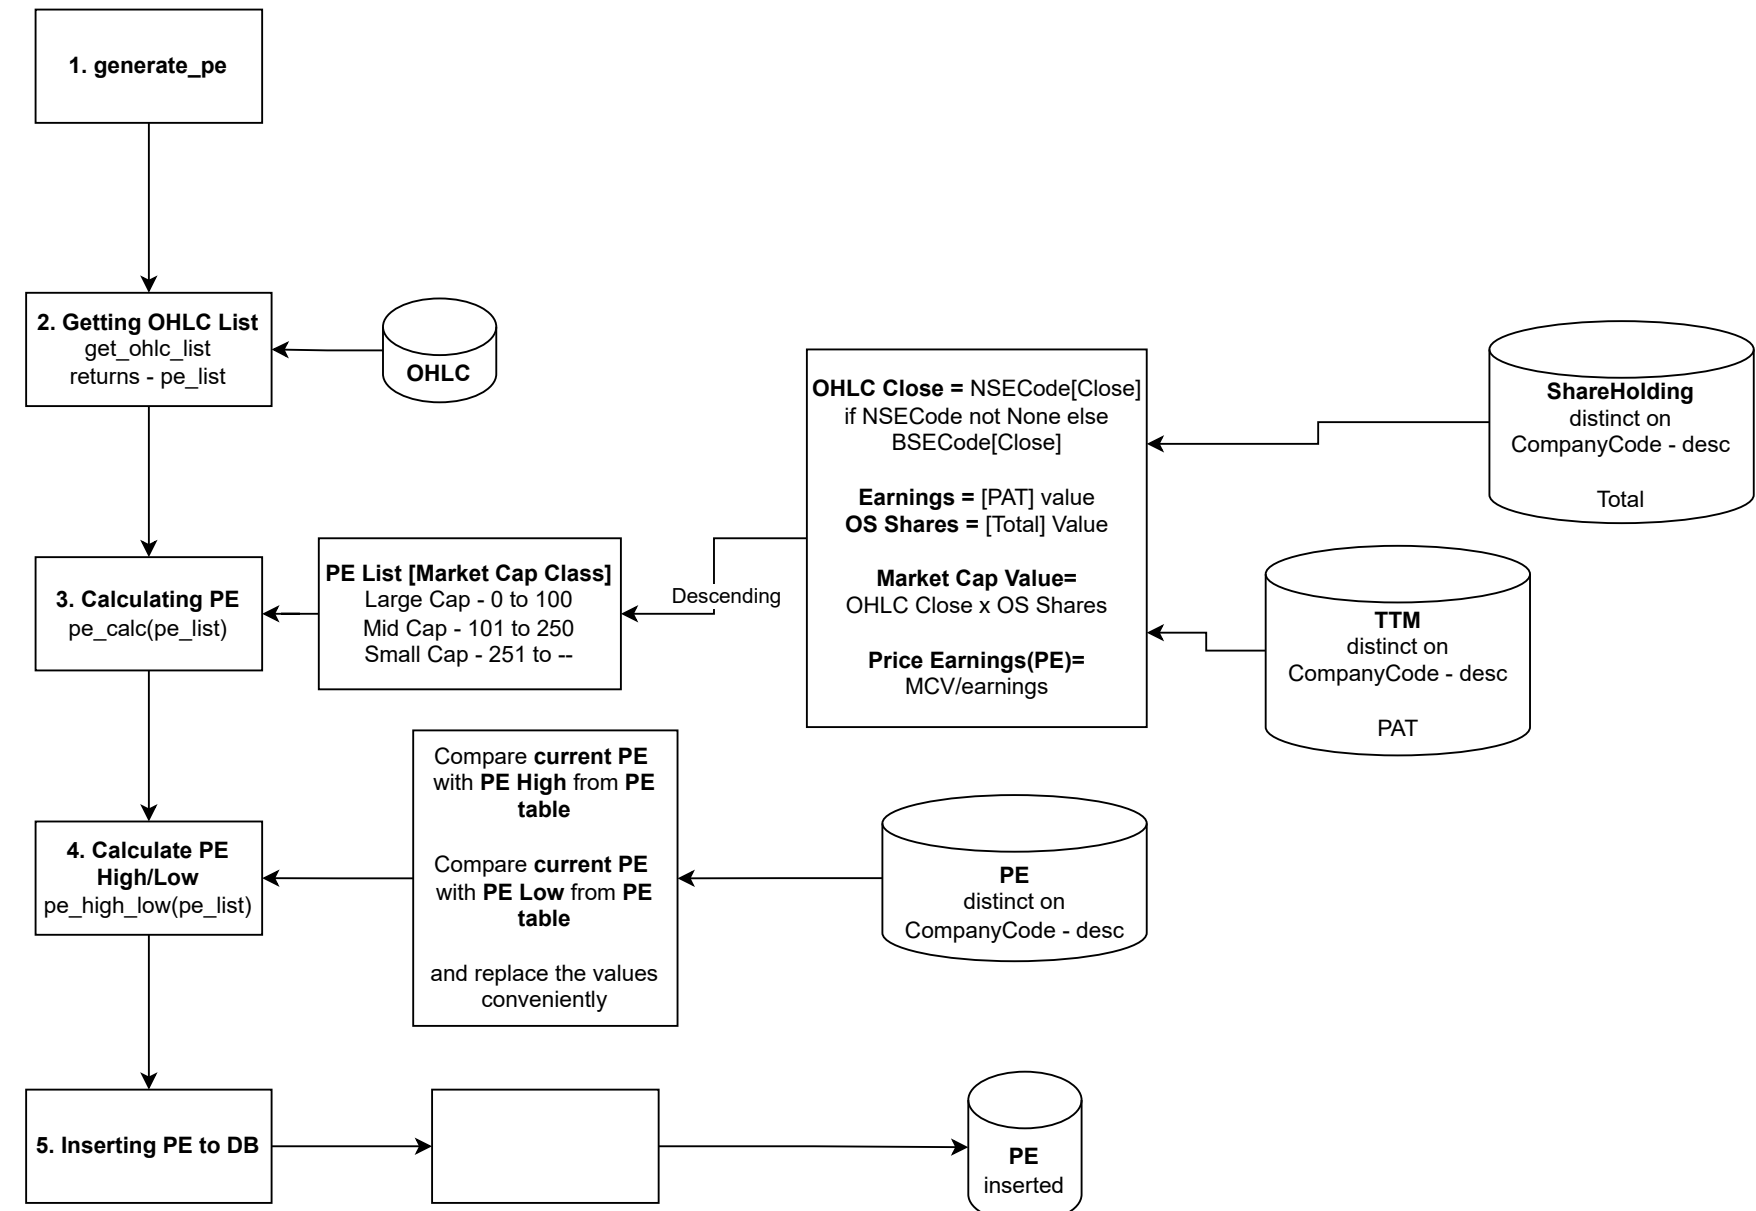 1. generate_pe
2. Getting OHLC List
get_ohlc_list
returns - pe_list
OHLC
OHLC Close = NSECode[Close]
if NSECode not None else
BSECode[Close]
Earnings = [PAT] value
OS Shares = [Total] Value
Market Cap Value=
OHLC Close x OS Shares
Price Earnings(PE)=
MCV/earnings
ShareHolding
distinct on
CompanyCode - desc
Total
TTM
distinct on
CompanyCode - desc
PAT
Descending
PE List [Market Cap Class]
Large Cap - 0 to 100
Mid Cap - 101 to 250
Small Cap - 251 to --
3. Calculating PE
pe_calc(pe_list)
4. Calculate PE
High/Low
pe_high_low(pe_list)
Compare current PE
with PE High from PE
table
Compare current PE
with PE Low from PE
table
and replace the values
conveniently
PE
distinct on
CompanyCode - desc
5. Inserting PE to DB
PE
inserted